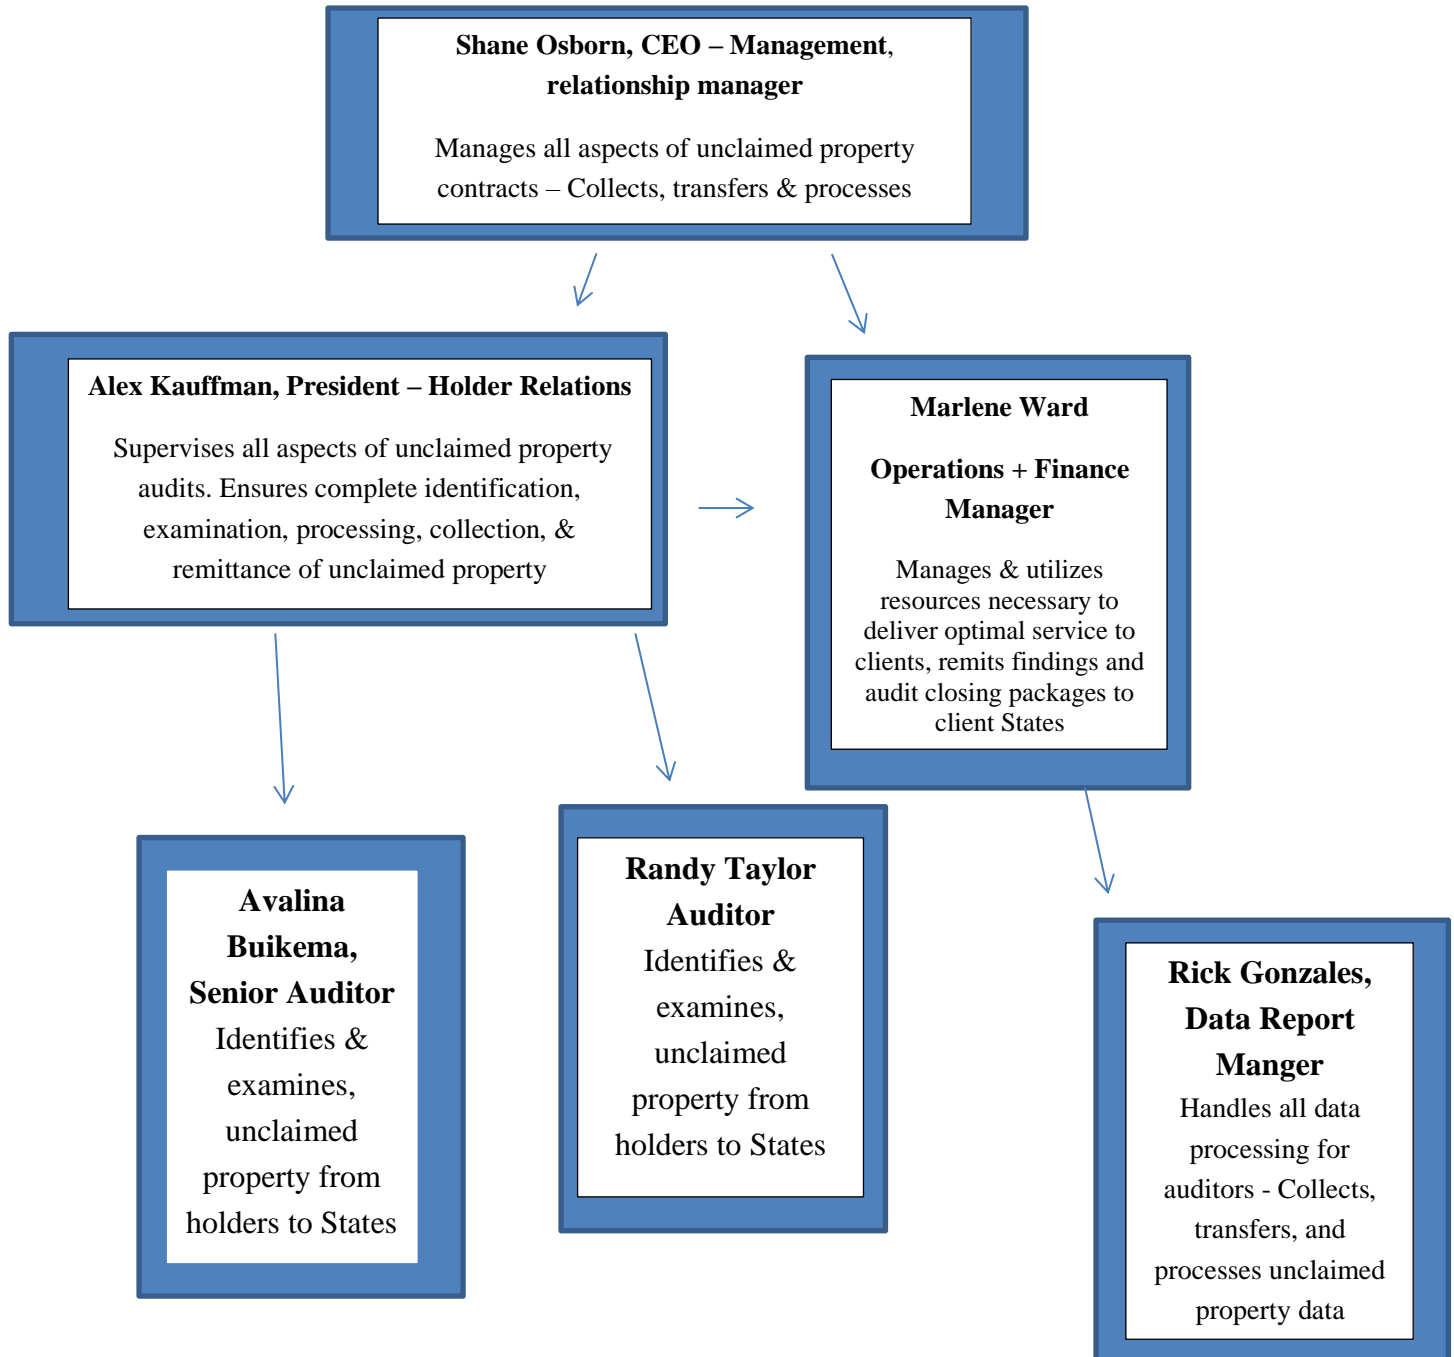 Shane Osborn, CEO – Management,
relationship manager
Manages all aspects of unclaimed property
contracts – Collects, transfers & processes
Alex Kauffman, President – Holder Relations
Supervises all aspects of unclaimed property
audits. Ensures complete identification,
examination, processing, collection, &
remittance of unclaimed property
Marlene Ward
Operations + Finance
Manager
Manages & utilizes
resources necessary to
deliver optimal service to
clients, remits findings and
audit closing packages to
client States
Avalina
Buikema,
Senior Auditor
Identifies &
examines,
unclaimed
property from
holders to States
Randy Taylor
Auditor
Identifies &
examines,
unclaimed
property from
holders to States
Rick Gonzales,
Data Report
Manger
Handles all data
processing for
auditors - Collects,
transfers, and
processes unclaimed
property data